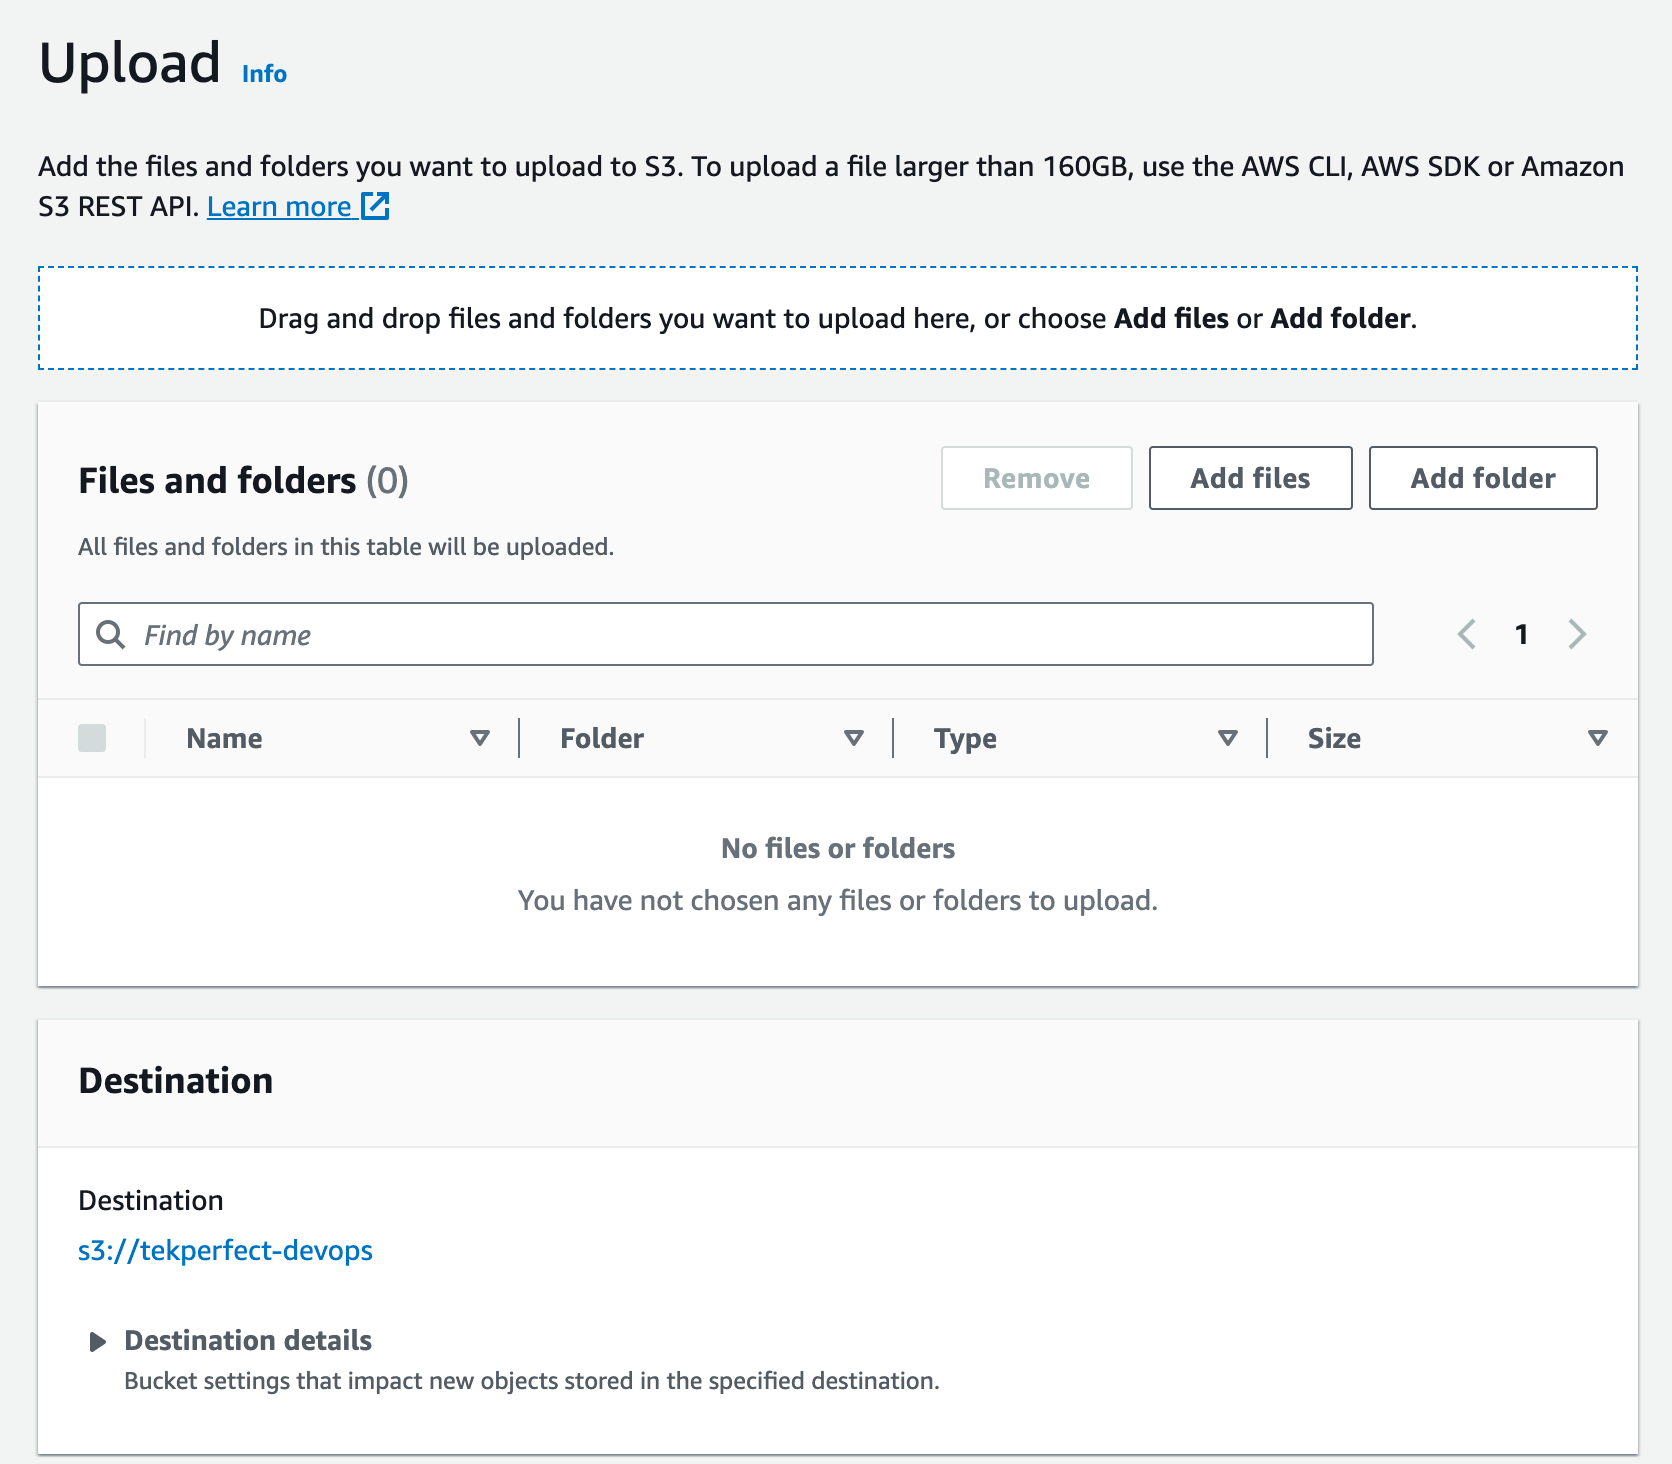 Upload Info
Add the files and folders you want to upload to S3. To upload a file larger than 160GB, use the AWS CLI, AWS SDK or Amazon
S3 REST API. Learn more
Drag and drop files and folders you want to upload here, or choose Add files or Add folder.
Files and folders (0)
Remove
Add files
Add folder
All files and folders in this table will be uploaded.
Find by name
1
Name
Folder
Type
Size
No files or folders
You have not chosen any files or folders to upload.
Destination
Destination
s3://tekperfect-devops
Destination details
Bucket settings that impact new objects stored in the specified destination.